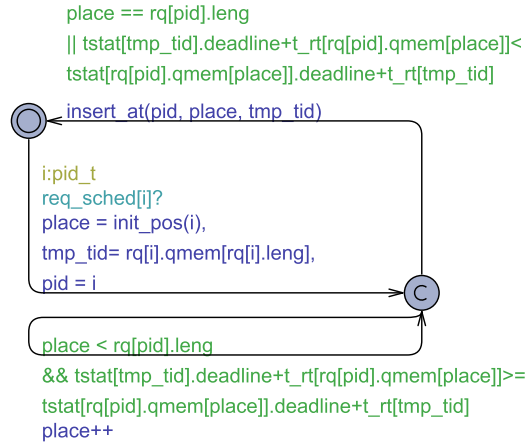 place == rq[pid].leng
|| tstat[tmp_tid].deadline+t_rt[rq[pid].qmem[place]]<
tstat[rq[pid].qmem[place]].deadline+t_rt[tmp_tid]
insert_at(pid, place, tmp_tid)
i:pid_t
req_sched[i]?
place = init_pos(i),
tmp_tid= rq[i].qmem[rq[i].leng],
pid = i
C
place < rq[pid].leng
&& tstat[tmp_tid].deadline+t_rt[rq[pid].qmem[place]]>=
tstat[rq[pid].qmem[place]].deadline+t_rt[tmp_tid]
place++